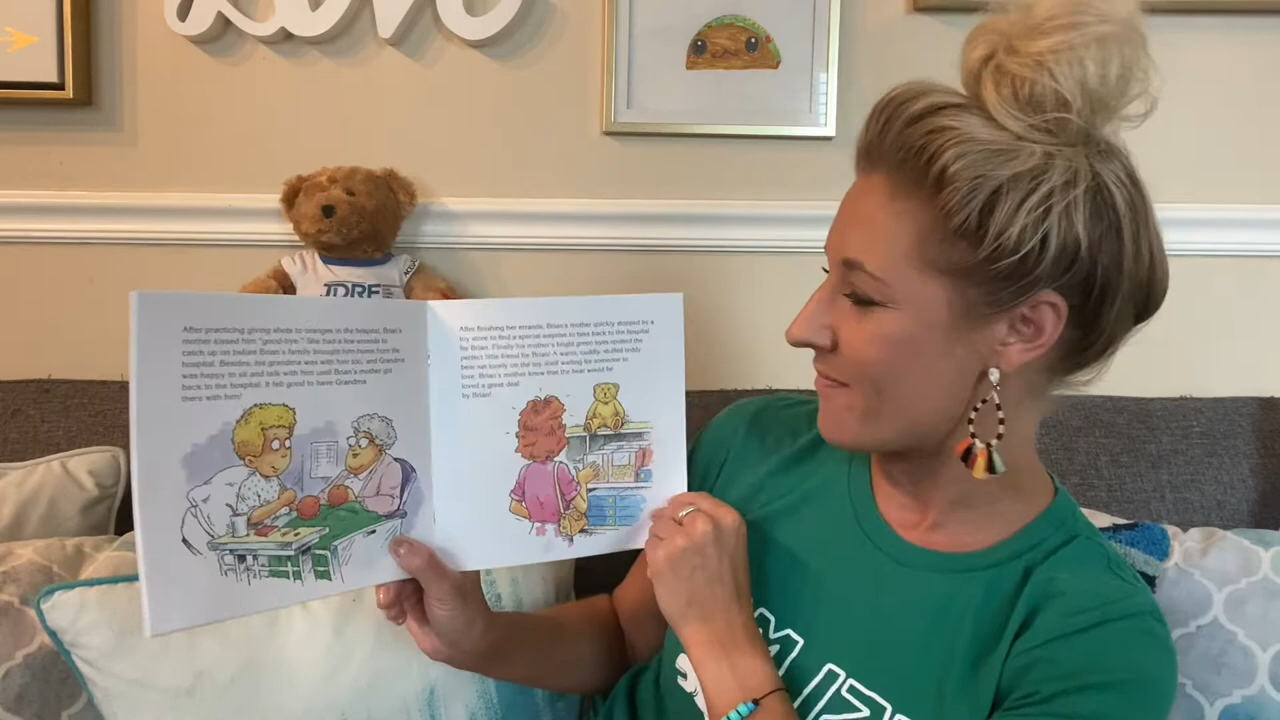 Love
JDRF
After practicing giving shots to oranges in the hospital, Brian's
mother kissed him "good-bye." She had a few errands to
catch up on before Brian's family brought him home from the
hospital. Besides, his grandma was with him too, and Grandma
was happy to sit and talk with him until Brian's mother got
back to the hospital. It felt good to have Grandma
there with him!
After finishing her errands, Brian's mother quickly stopped by a
toy store to find a special surprise to take back to the hospital
for Brian. Finally his mother's bright green eyes spotted the
perfect little friend for Brian! A warm, cuddly, stuffed teddy
bear sat lonely on the toy shelf waiting for someone to
love. Brian's mother knew that the bear would be
loved a great deal
by Brian!
M IZZ